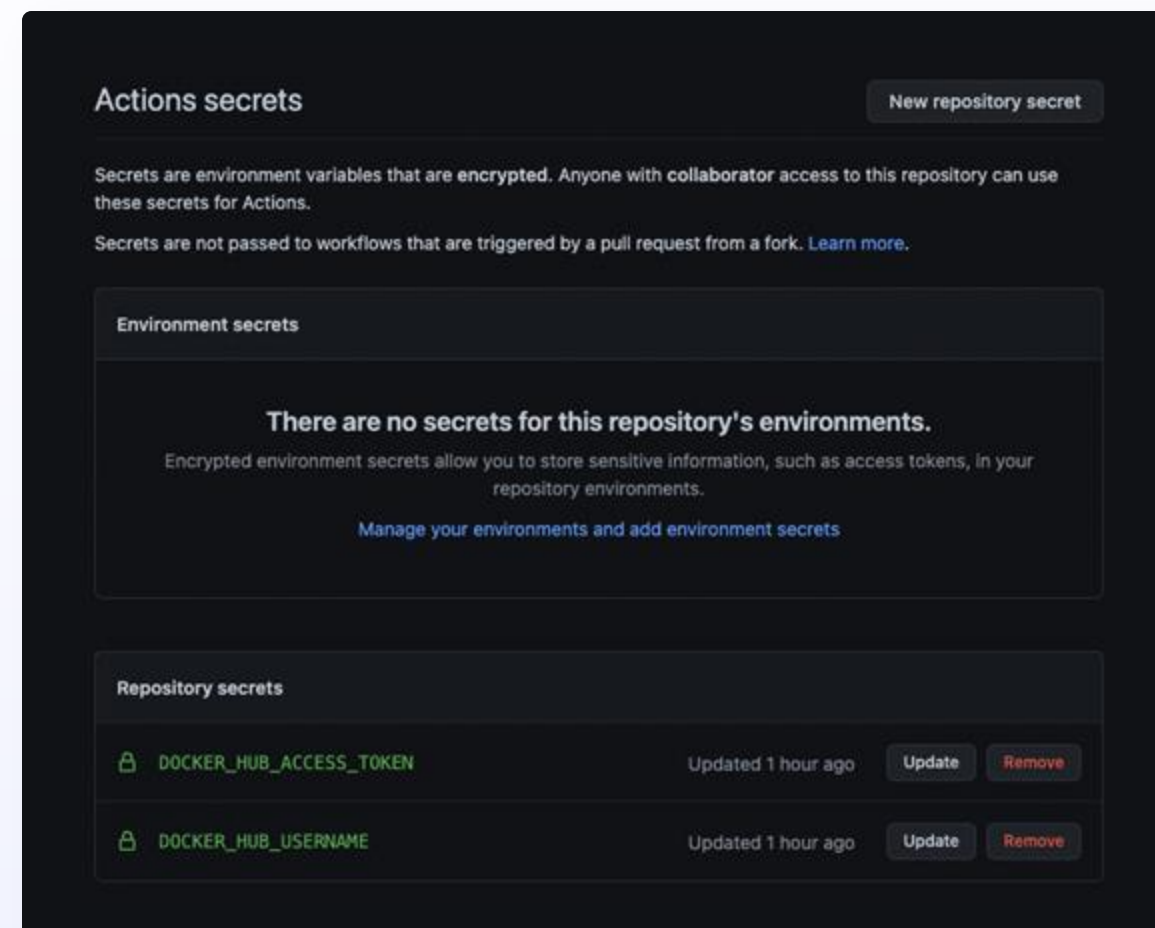 Actions secrets
New repository secret
Secrets are environment variables that are encrypted. Anyone with collaborator access to this repository can use
these secrets for Actions.
Secrets are not passed to workflows that are triggered by a pull request from a fork. Learn more.
Environment secrets
There are no secrets for this repository's environments.
Encrypted environment secrets allow you to store sensitive information, such as access tokens, in your
repository environments.
Manage your environments and add environment secrets
Repository secrets
DOCKER_HUB_ACCESS_TOKEN Updated 1 hour ago Update Remove
DOCKER_HUB_USERNAME Updated 1 hour ago Update Remove